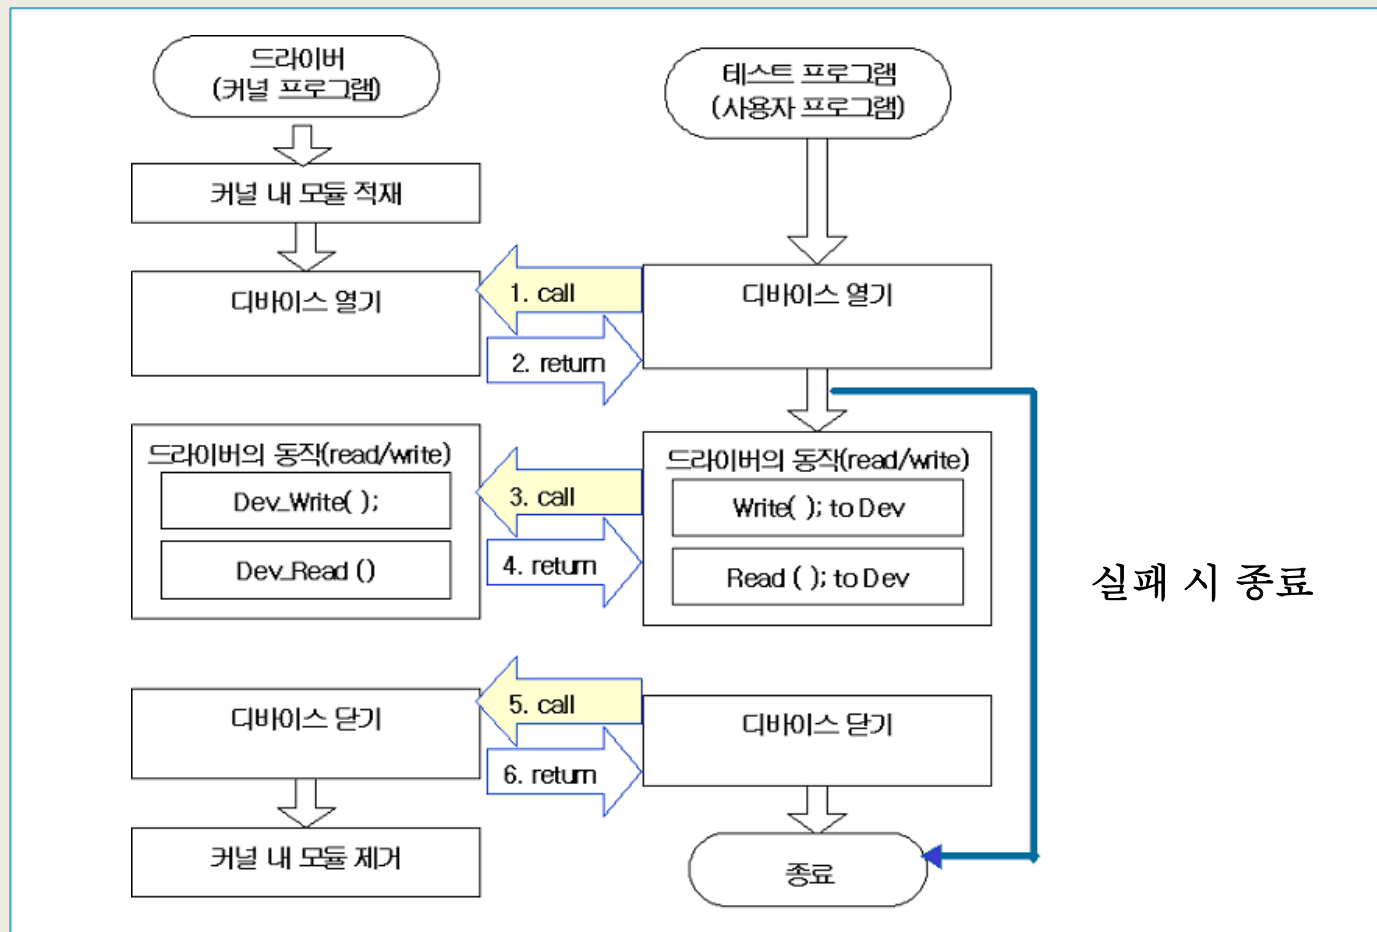 드라이버
(커널 프로그램)
테스트 프로그램
(사용자 프로그램)
커널 내 모듈 적재
디바이스 열기
1. call
디바이스 열기
2. return
드라이버의 동작(read/write)
Dev_Write( );
Dev_Read ()
3. call
4. return
드라이버의 동작(read/write)
Write( ); to Dev
Read ( ); to Dev
실패 시 종료
디바이스 닫기
5. call
디바이스 닫기
6. return
커널 내 모듈 제거
종료